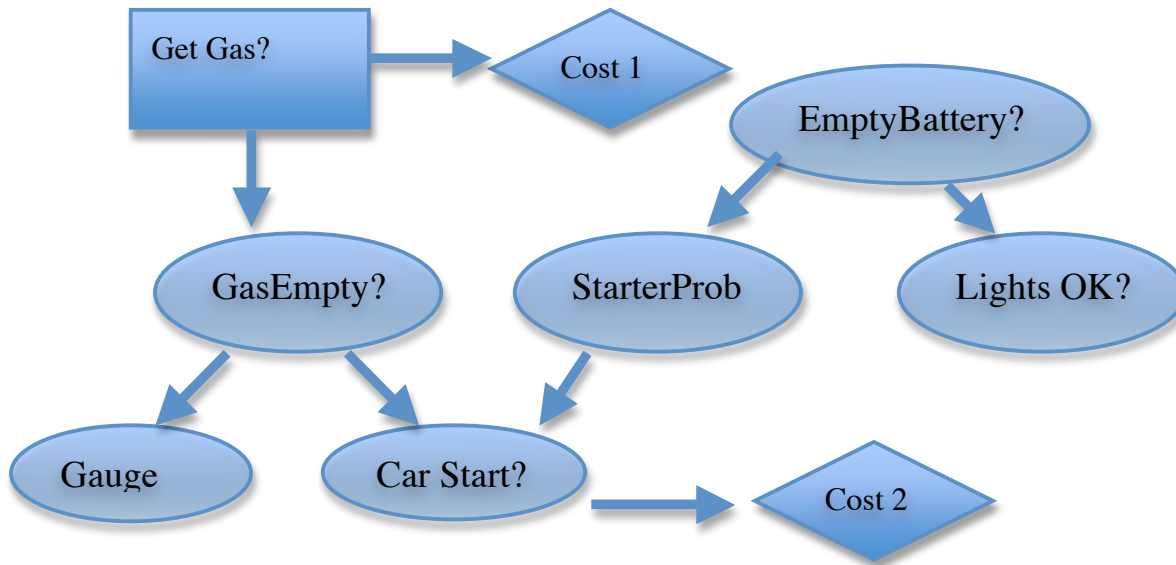 Get Gas?
Cost 1
EmptyBattery?
GasEmpty?
StarterProb
Lights OK?
Gauge
Car Start?
Cost 2